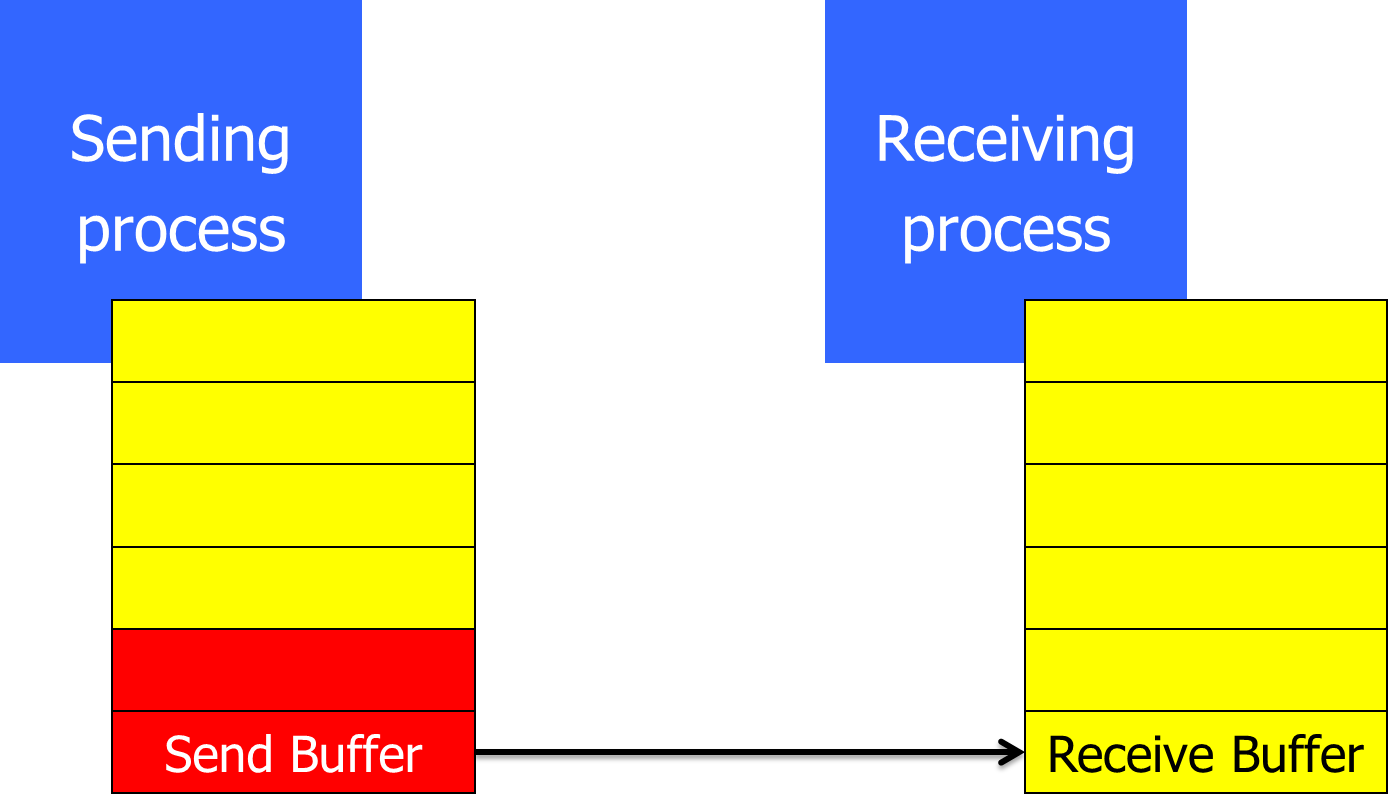 Sending
process
Receiving
process
Send Buffer
Receive Buffer